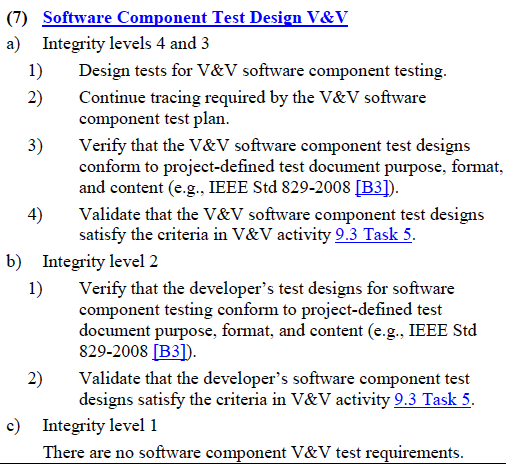 (7) Software Component Test Design V&V
a) Integrity levels 4 and 3
1) Design tests for V&V software component testing.
2) Continue tracing required by the V&V software
component test plan.
3) Verify that the V&V software component test designs
conform to project-defined test document purpose, format,
and content (e.g., IEEE Std 829-2008 [B3]).
4) Validate that the V&V software component test designs
satisfy the criteria in V&V activity 9.3 Task 5.
b) Integrity level 2
1) Verify that the developer’s test designs for software
component testing conform to project-defined test
document purpose, format, and content (e.g., IEEE Std
829-2008 [B3]).
2) Validate that the developer’s software component test
designs satisfy the criteria in V&V activity 9.3 Task 5.
c) Integrity level 1
There are no software component V&V test requirements.